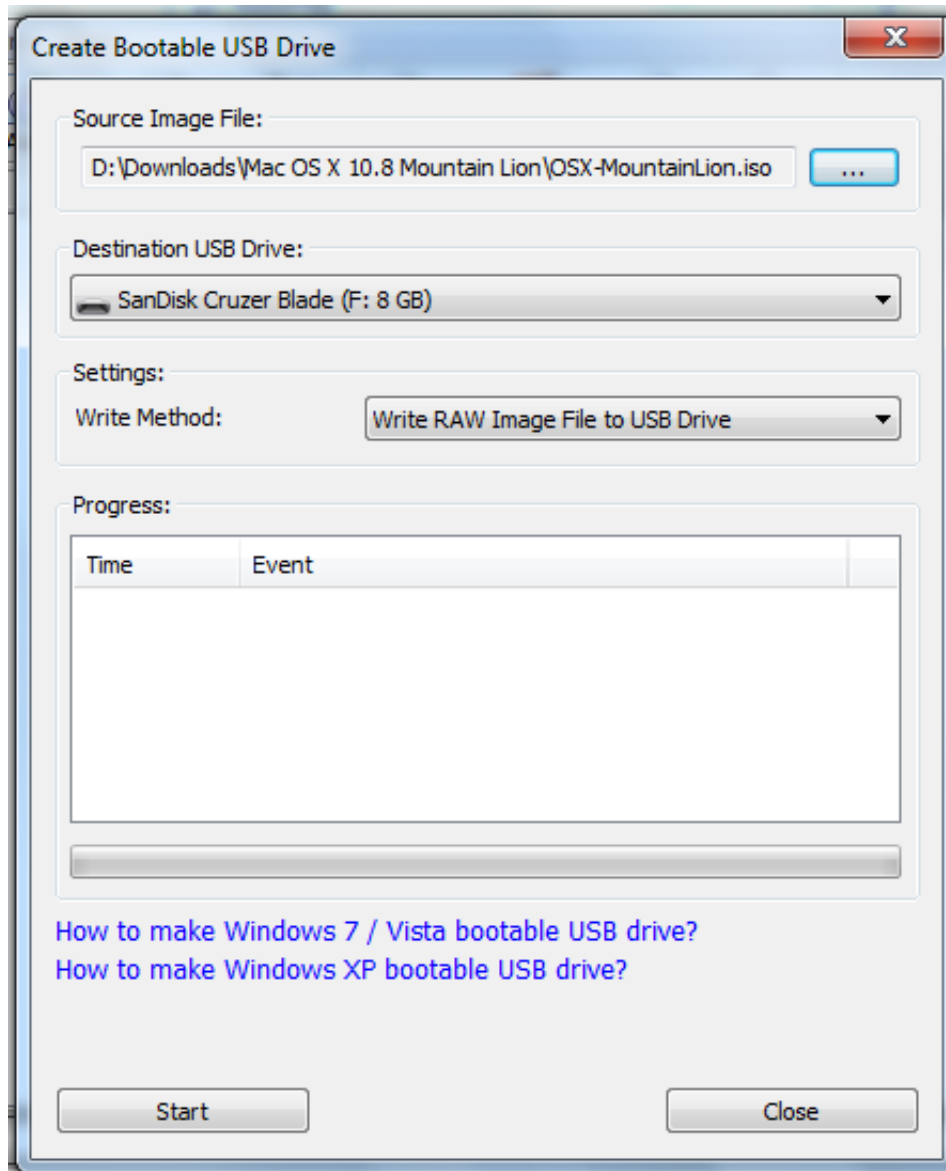 Create Bootable USB Drive
Source Image File:
D:\Downloads\Mac OS X 10.8 Mountain Lion\OSX-MountainLion.iso
...
Destination USB Drive:
SanDisk Cruzer Blade (F: 8 GB)
Settings:
Write Method:
Write RAW Image File to USB Drive
Progress:
Time Event
How to make Windows 7 / Vista bootable USB drive?
How to make Windows XP bootable USB drive?
Start Close